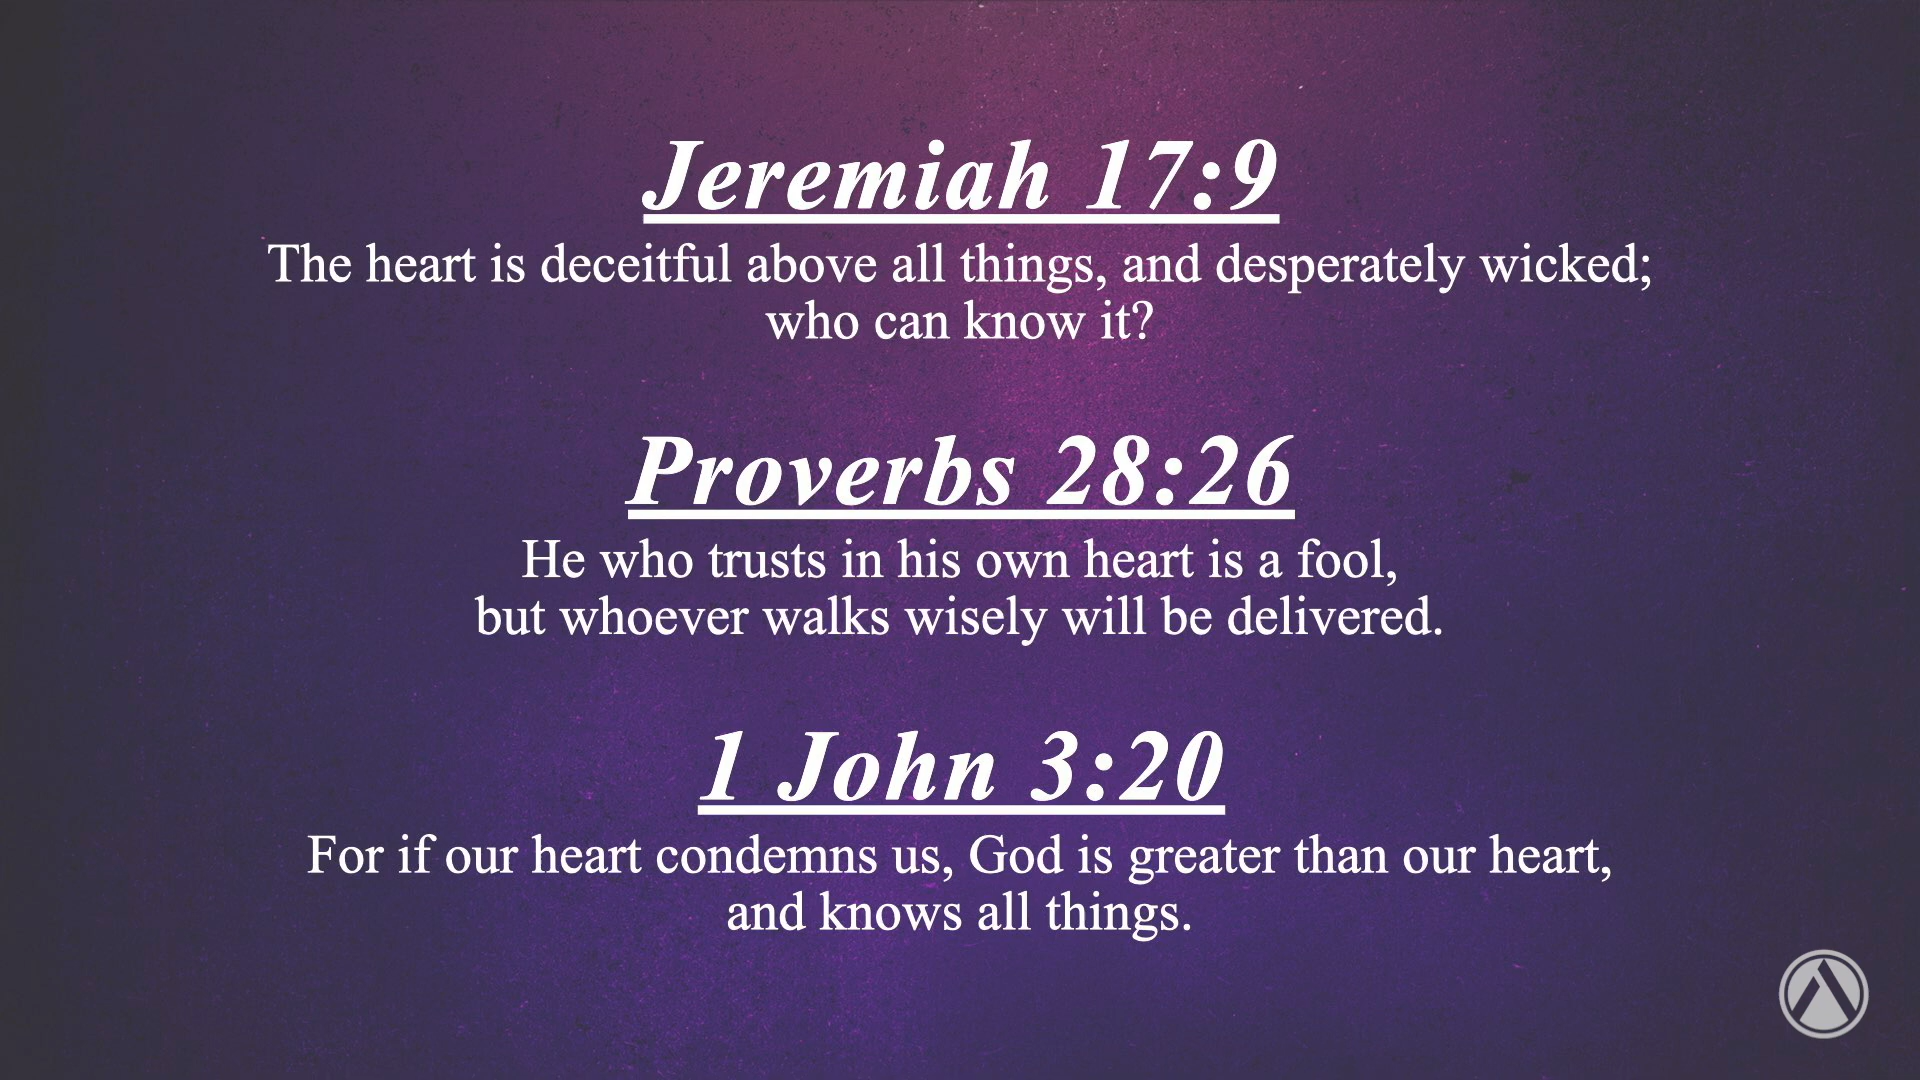 Jeremiah 17:9
The heart is deceitful above all things, and desperately wicked;
who can know it?
Proverbs 28:26
He who trusts in his own heart is a fool,
but whoever walks wisely will be delivered.
1 John 3:20
For if our heart condemns us, God is greater than our heart,
and knows all things.